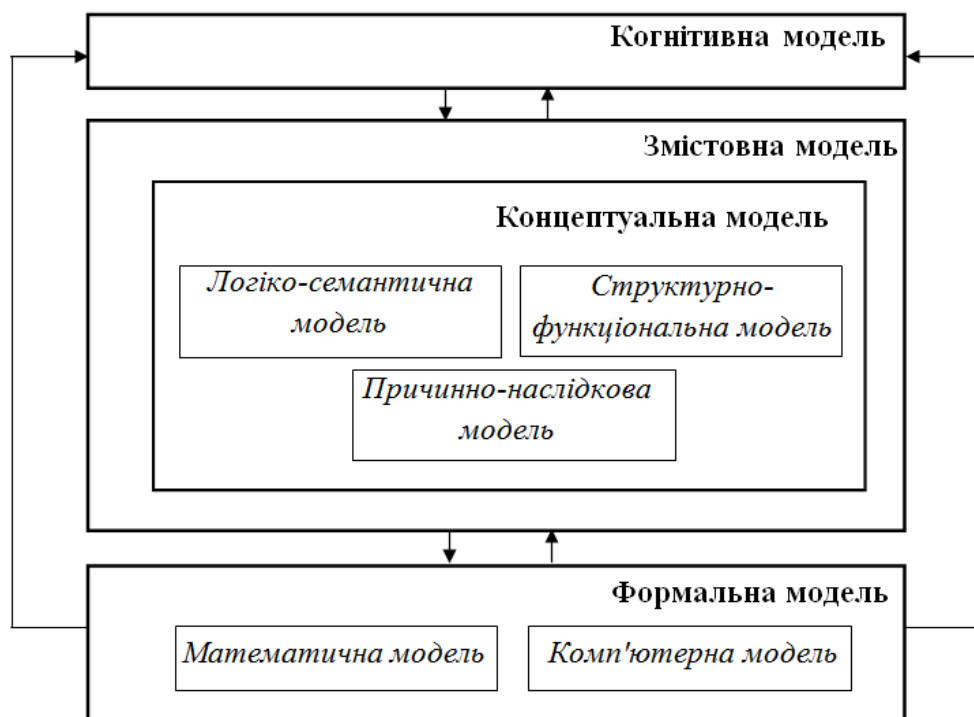 Когнітивна модель
Змістовна модель
Концептуальна модель
Логіко-семантична
модель
Структурно-
функціональна модель
Причинно-наслідкова
модель
Формальна модель
Математична модель
Комп'ютерна модель